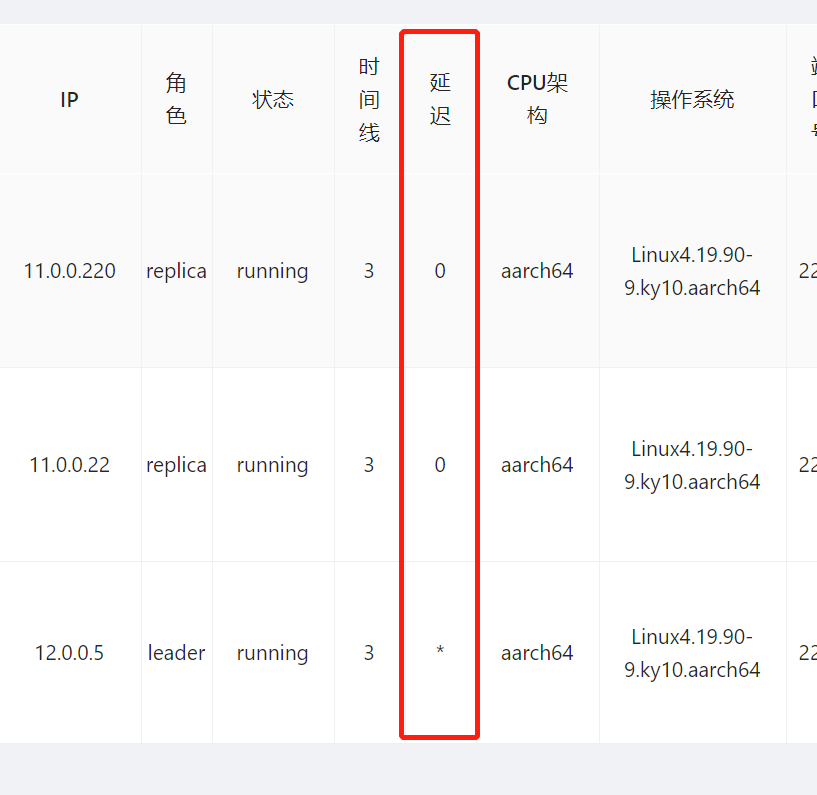 IP
角
色
状态
时
间
线
延
迟
CPU架
构
操作系统
11.0.0.220
replica
running
3
0
aarch64
Linux4.19.90-
9.ky10.aarch64
22
11.0.0.22
replica
running
3
0
aarch64
Linux4.19.90-
9.ky10.aarch64
22
12.0.0.5
leader
running
3
*
aarch64
Linux4.19.90-
9.ky10.aarch64
22